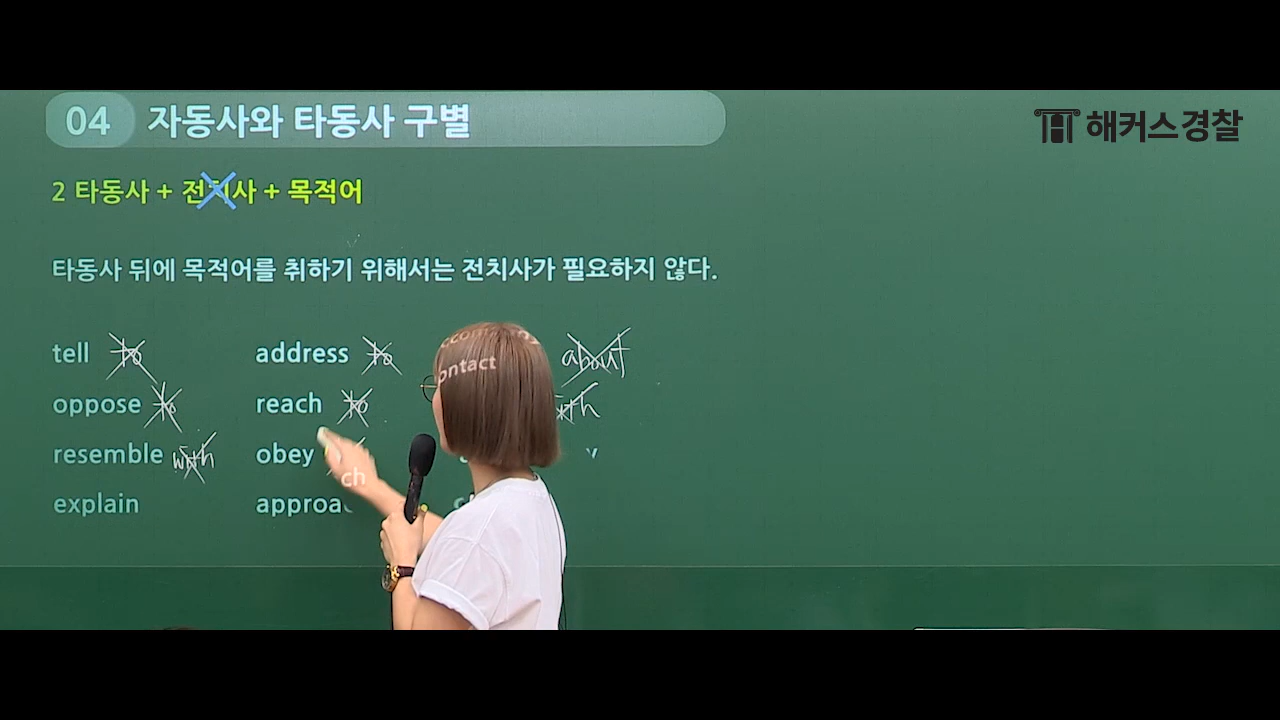 해커스경찰
04 자동사와 타동사 구별
2 타동사 + 전치사 + 목적어
타동사 뒤에 목적어를 취하기 위해서는 전치사가 필요하지 않다.
tell to address to about
oppose to reach to
resemble with obey
explain